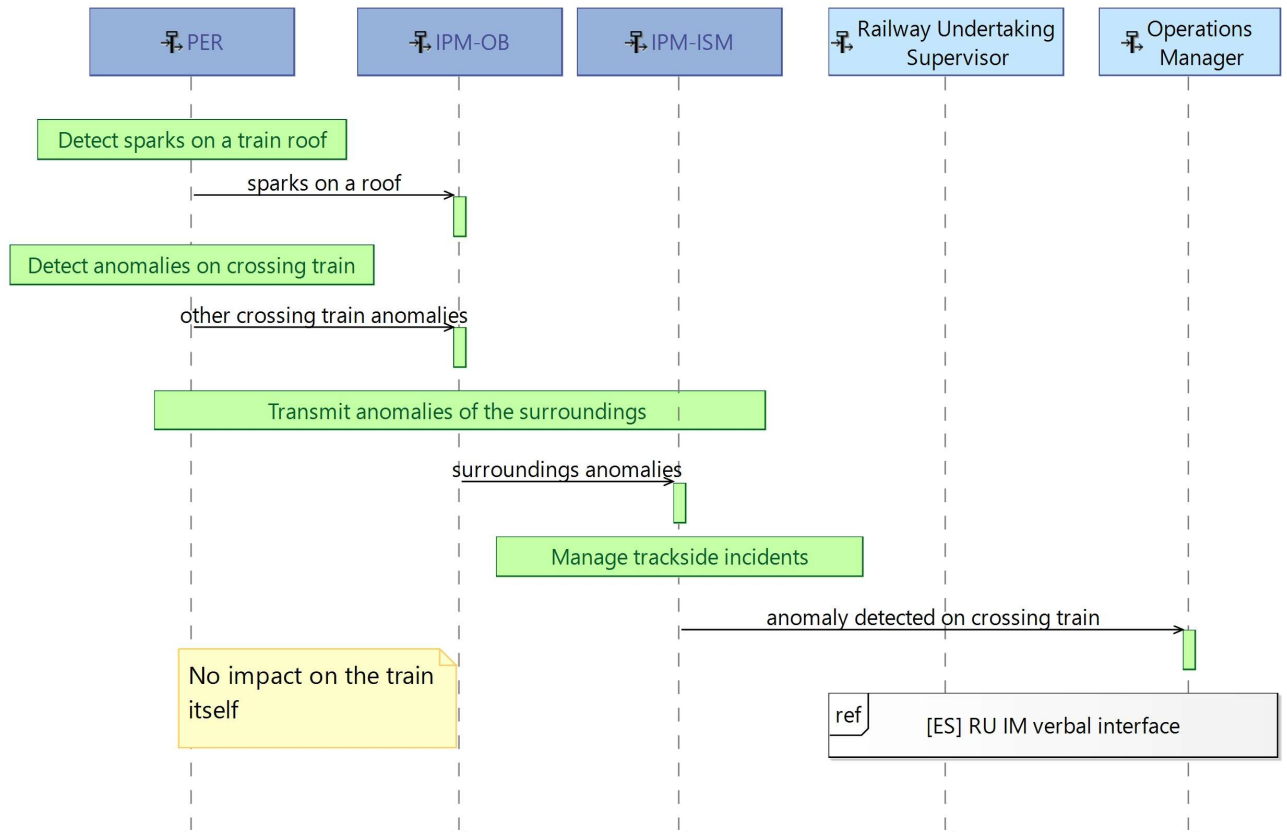 PER
IPM-OB
IPM-ISM
Railway Undertaking
Supervisor
Operations
Manager
Detect sparks on a train roof
sparks on a roof
Detect anomalies on crossing train
other crossing train anomalies
Transmit anomalies of the surroundings
surroundings anomalies
Manage trackside incidents
anomaly detected on crossing train
No impact on the train
itself
ref
[ES] RU IM verbal interface